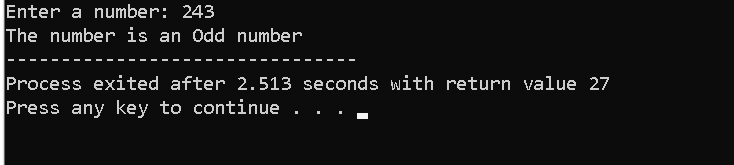 Enter a number: 243
The number is an Odd number
--------------------------------
Process exited after 2.513 seconds with return value 27
Press any key to continue . . .